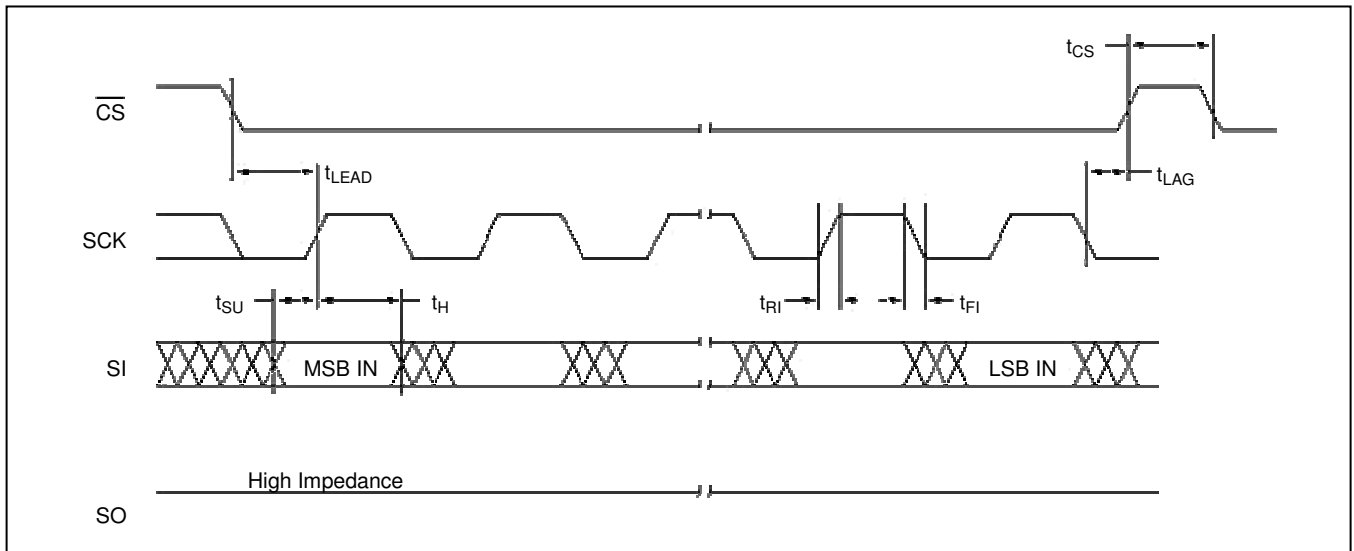 tCS
CS
tLEAD
tLAG
SCK
tSU
tH
tRI
tFI
SI
MSB IN
LSB IN
High Impedance
SO